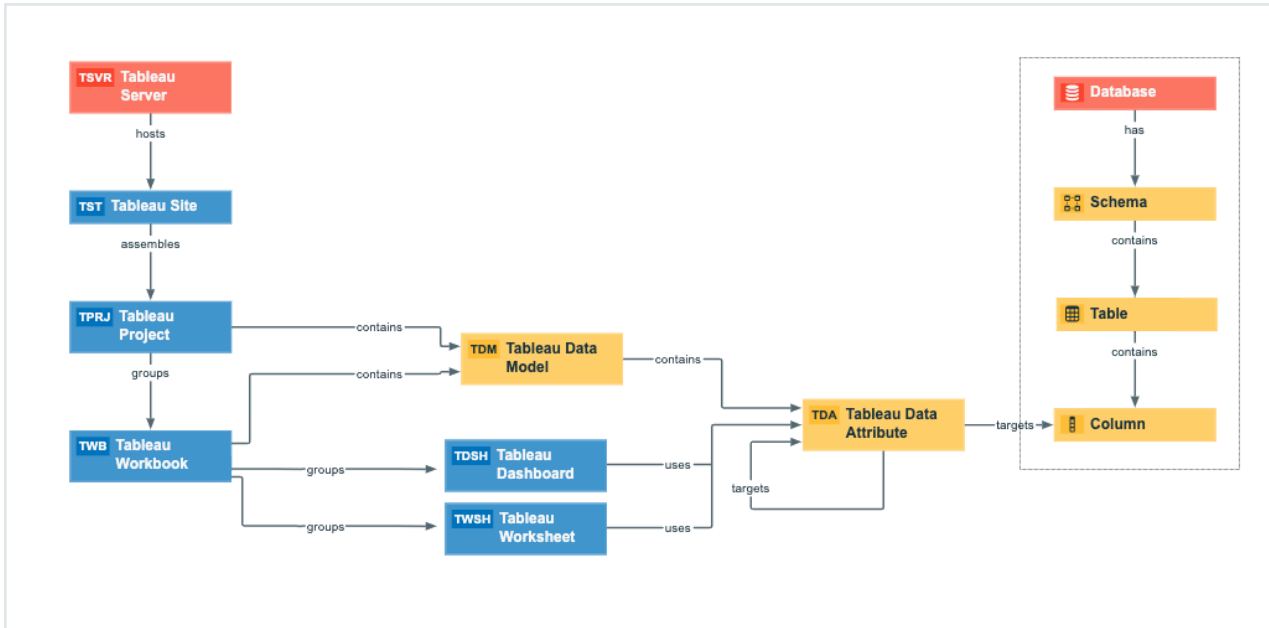 TSVR Tableau
Server
hosts
TST Tableau Site
assembles
TPRJ Tableau
Project
groups
TWB Tableau
Workbook
contains
contains
groups
groups
TDM Tableau Data
Model
TDSH Tableau
Dashboard
TWSH Tableau
Worksheet
contains
uses
uses
targets
TDA Tableau Data
Attribute
targets
Database
has
Schema
contains
Table
contains
Column